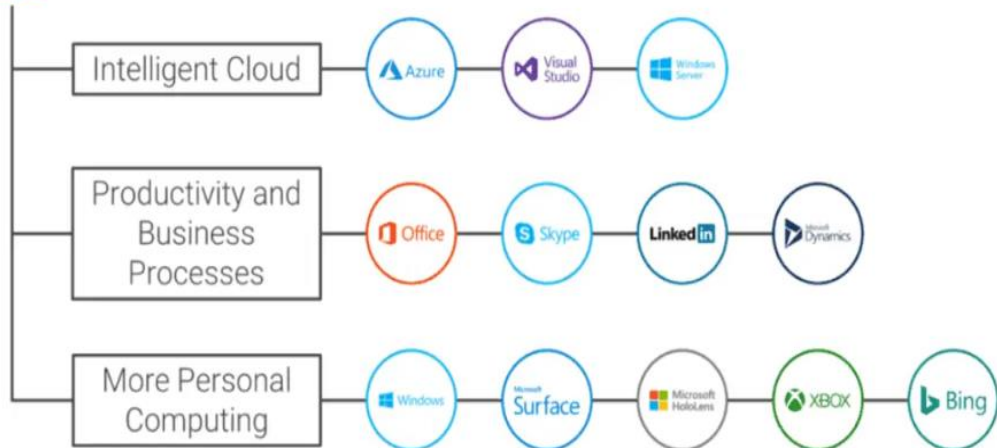 Intelligent Cloud
Azure
Visual
Studio
Windows
Server
Productivity and
Business
Processes
Office
Skype
Linked in
Microsoft
Dynamics
More Personal
Computing
Windows
Microsoft
Surface
Microsoft
HoloLens
XBOX
Bing